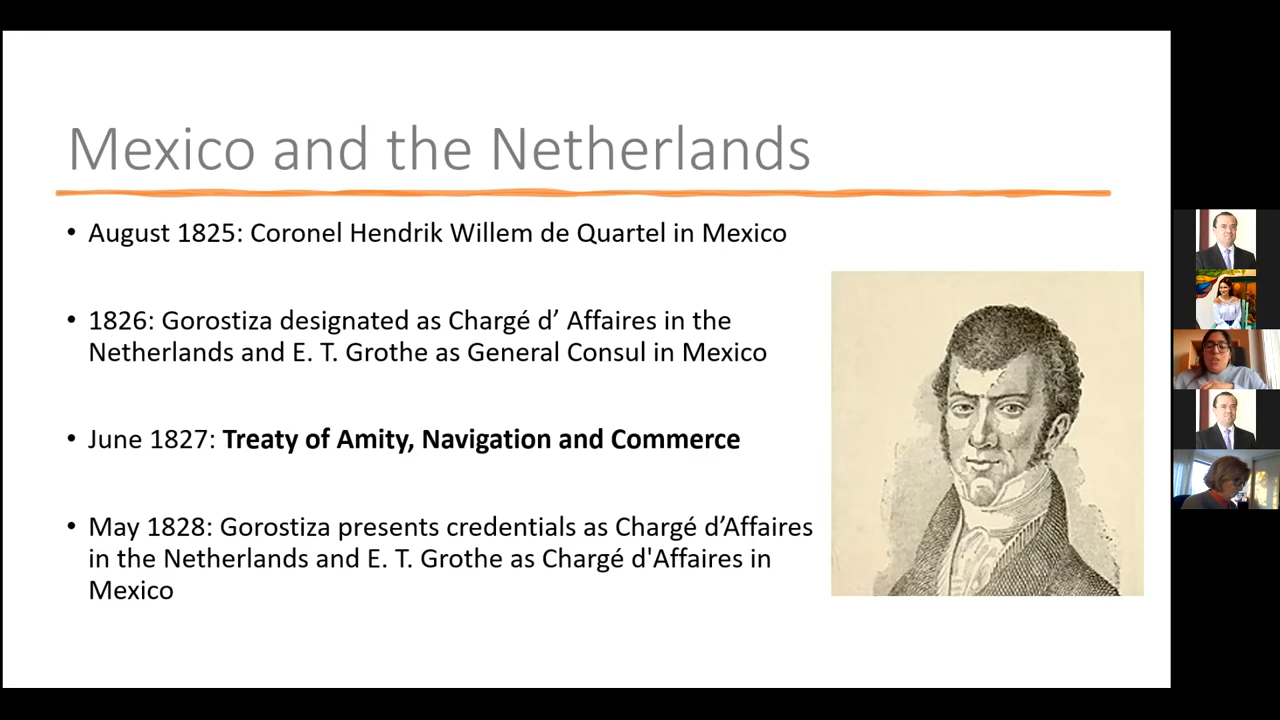 Mexico and the Netherlands
• August 1825: Coronel Hendrik Willem de Quartel in Mexico
• 1826: Gorostiza designated as Chargé d’ Affaires in the
Netherlands and E. T. Grothe as General Consul in Mexico
• June 1827: Treaty of Amity, Navigation and Commerce
• May 1828: Gorostiza presents credentials as Chargé d’Affaires
in the Netherlands and E. T. Grothe as Chargé d'Affaires in
Mexico